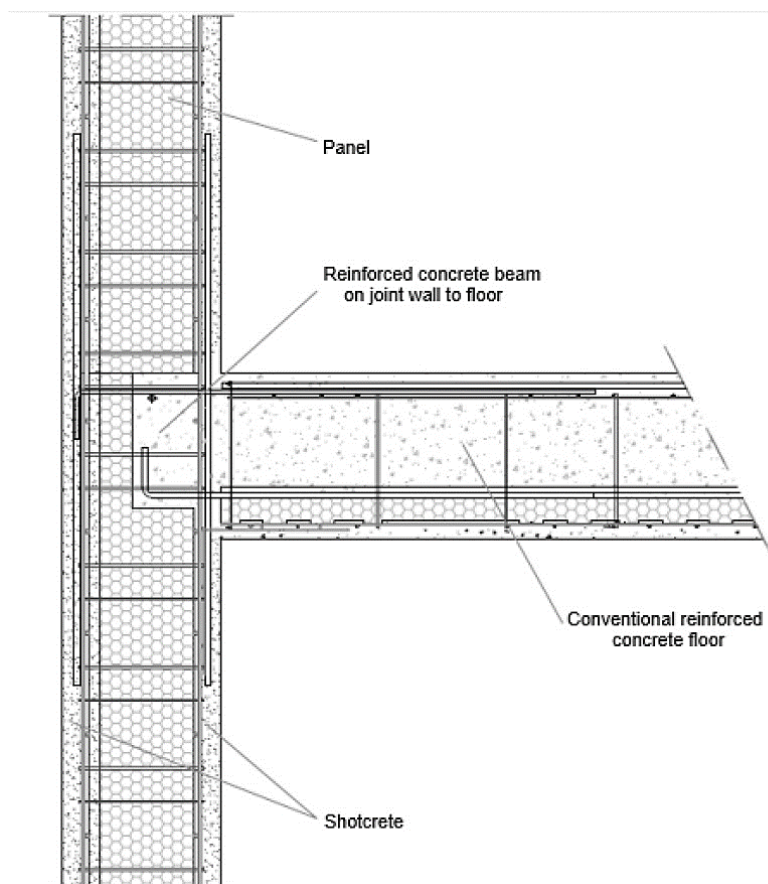 Panel
Reinforced concrete beam
on joint wall to floor
Conventional reinforced
concrete floor
Shotcrete